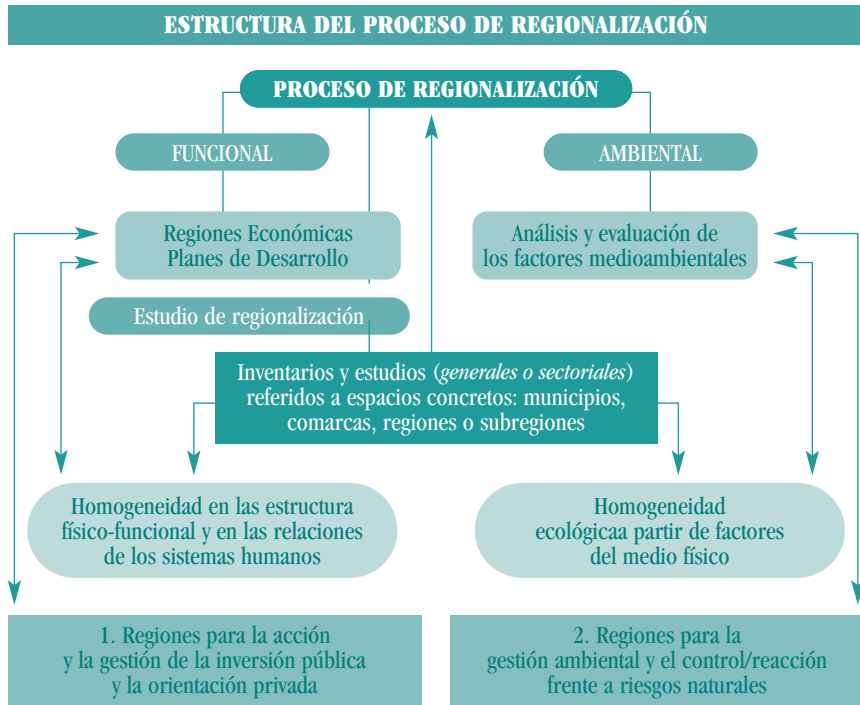 ESTRUCTURA DEL PROCESO DE REGIONALIZACIÓN
PROCESO DE REGIONALIZACIÓN
FUNCIONAL
AMBIENTAL
Regiones Económicas
Planes de Desarrollo
Análisis y evaluación de
los factores medioambientales
Estudio de regionalización
Inventarios y estudios (generales o sectoriales)
referidos a espacios concretos: municipios,
comarcas, regiones o subregiones
Homogeneidad en las estructura
físico-funcional y en las relaciones
de los sistemas humanos
Homogeneidad
ecológicaa partir de factores
del medio físico
1. Regiones para la acción
y la gestión de la inversión pública
y la orientación privada
2. Regiones para la
gestión ambiental y el control/reacción
frente a riesgos naturales